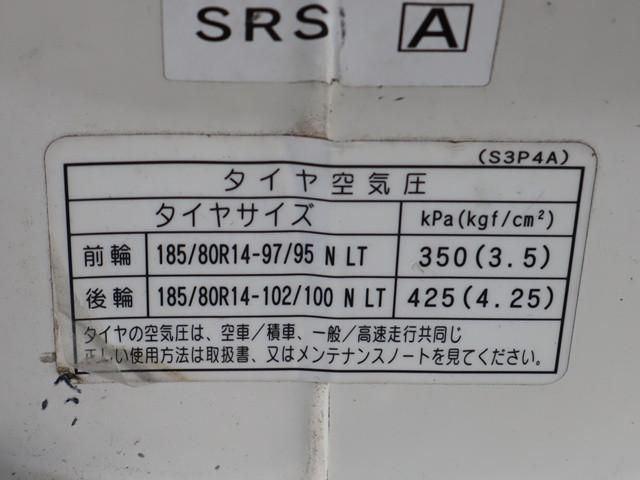 SRS A
(S3P4A)
タイヤ空気圧
タイヤサイズ kPa(kgf/cm²)
前輪 185/80R14-97/95 N LT 350(3.5)
後輪 185/80R14-102/100 N LT 425(4.25)
タイヤの空気圧は、空車／積車、一般／高速走行共同じ
正しい使用方法は取扱書、又はメンテナンスノートを見てください。